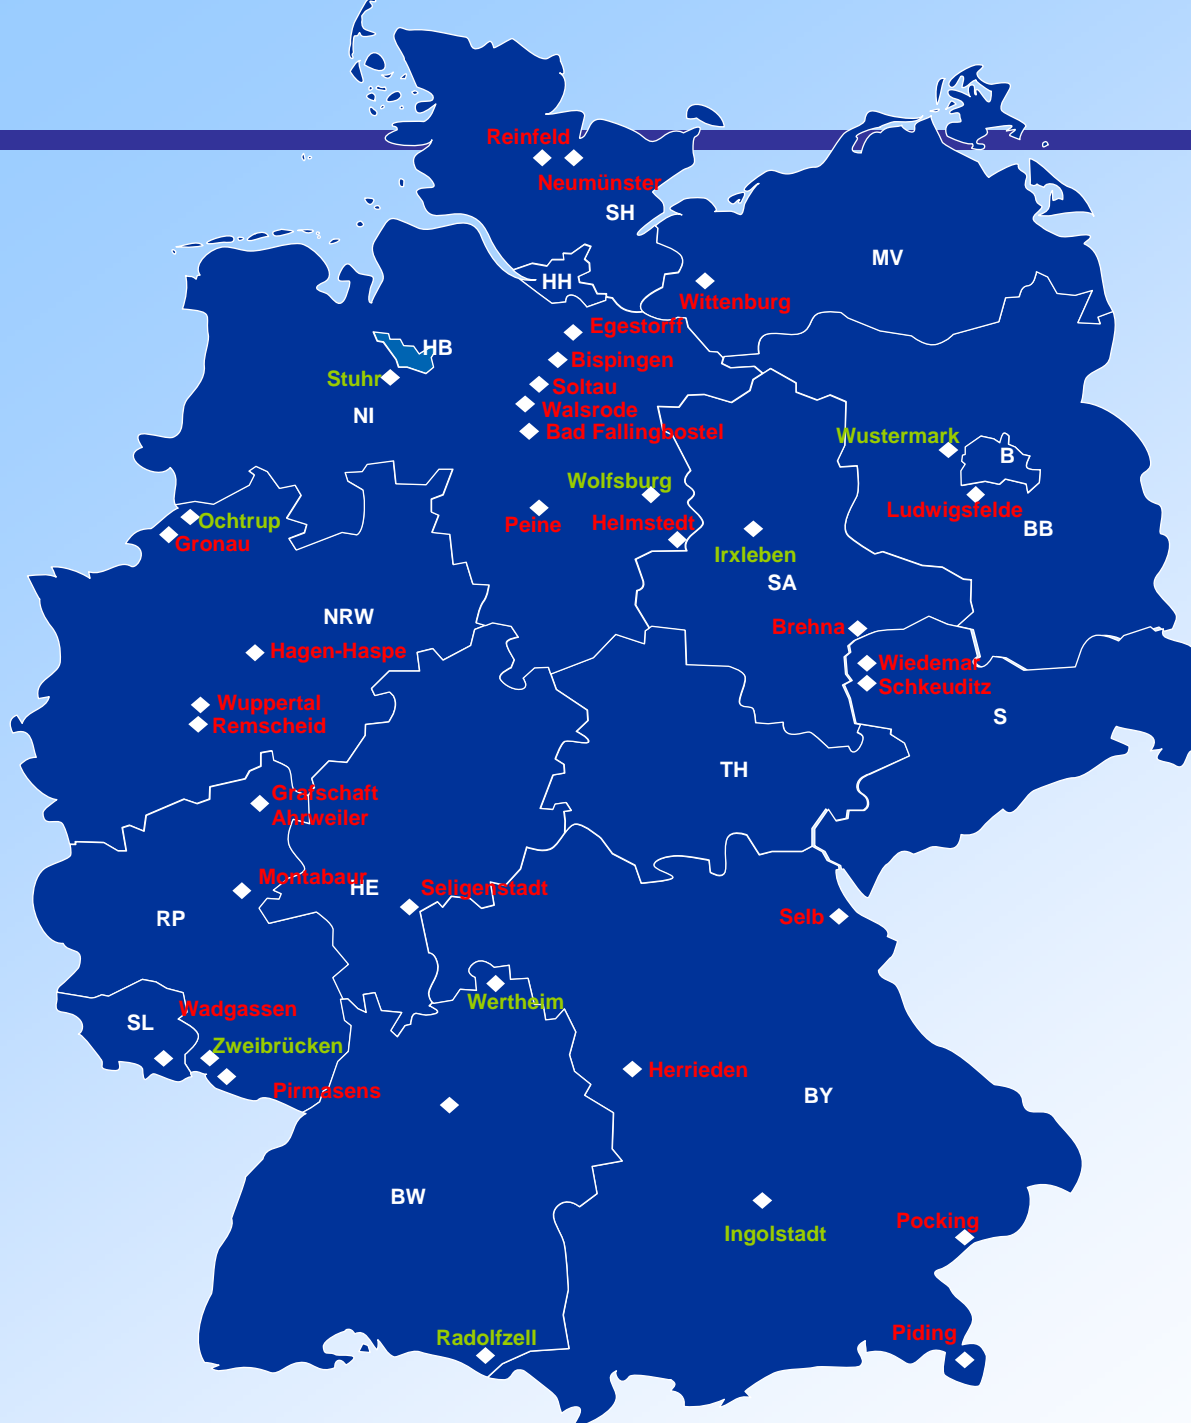 Reinfeld
Neumünster
SH
MV
HH
Wittenburg
Egestorff
HB
Bispingen
Stuhr
Soltau
NI
Walsrode
Bad Fallingbostel
Wustermark
B
Wolfsburg
Ludwigsfelde
Ochtrup
Peine
Helmstedt
BB
Gronau
Irxleben
SA
NRW
Brehna
Hagen-Haspe
Wiedemar
Schkeuditz
Wuppertal
S
Remscheid
TH
Grafschaft
Ahrweiler
Montabaur
HE
Seligenstadt
RP
Selb
Wertheim
Wadgassen
SL
Zweibrücken
Herrieden
Pirmasens
BY
BW
Pocking
Ingolstadt
Piding
Radolfzell